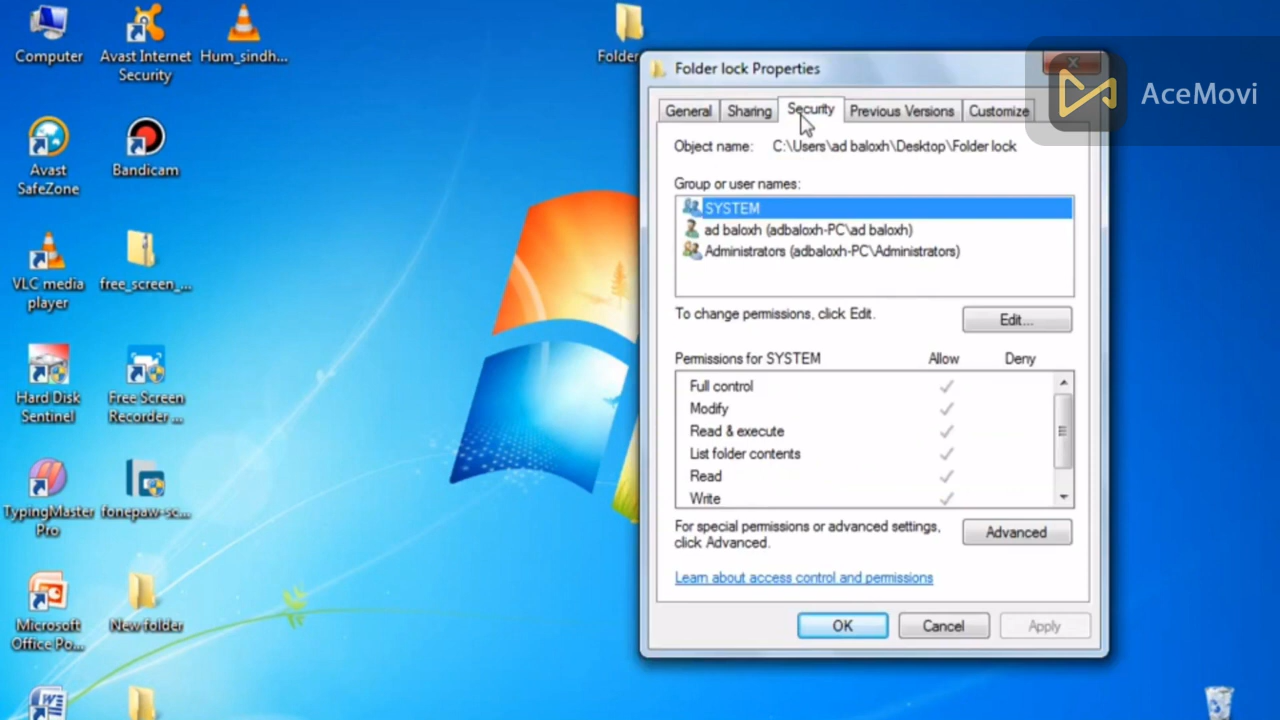 Computer
Avast Internet
Security
Hum_sindh...
Folder
Avast
SafeZone
Bandicam
VLC media
player
free_screen_...
Hard Disk
Sentinel
Free Screen
Recorder ...
TypingMaster
Pro
fonepaw-sc...
Microsoft
Office Po...
New folder
Folder lock Properties
AceMovi
General
Sharing
Security
Previous Versions
Customize
Object name: C:\Users\ad baloxh\Desktop\Folder lock
Group or user names:
SYSTEM
ad baloxh (adbaloxh-PC\ad baloxh)
Administrators (adbaloxh-PC\Administrators)
To change permissions, click Edit.
Edit...
Permissions for SYSTEM Allow Deny
Full control
Modify
Read & execute
List folder contents
Read
Write
For special permissions or advanced settings,
click Advanced.
Advanced
Learn about access control and permissions
OK
Cancel
Apply